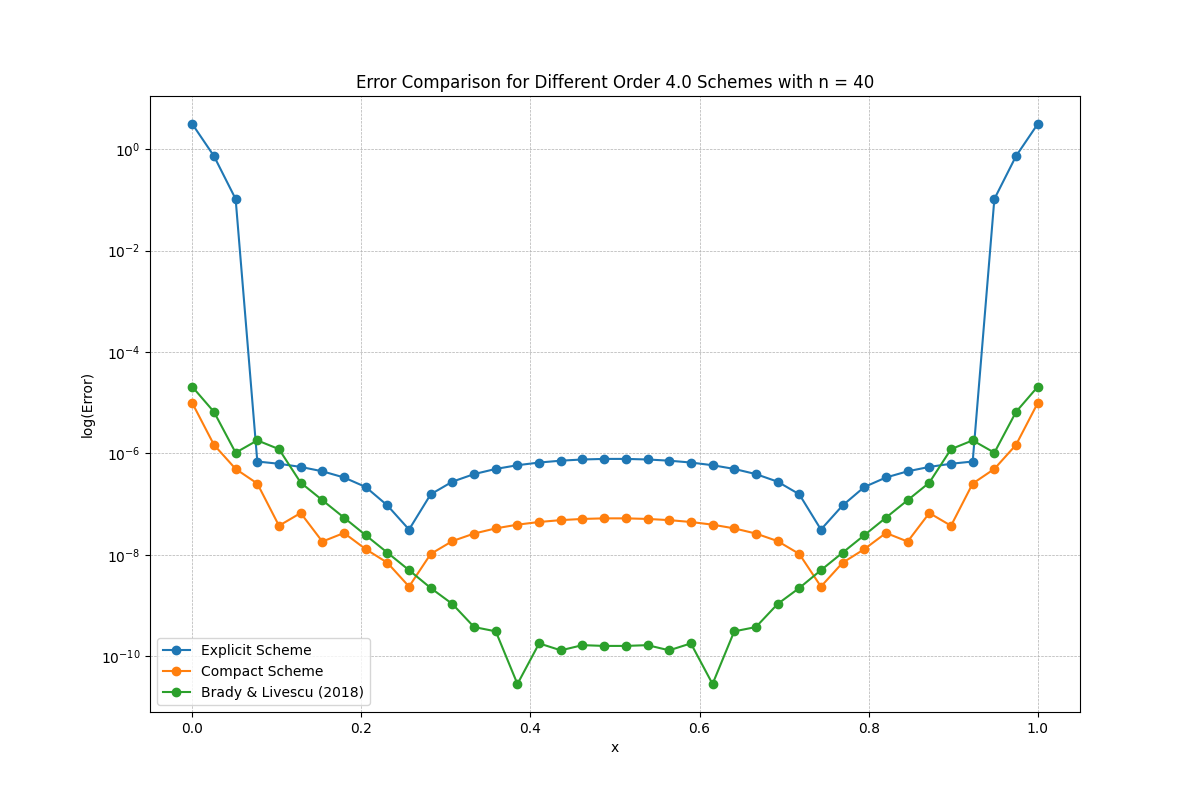 Error Comparison for Different Order 4.0 Schemes with n = 40
log(Error)
10⁰
10⁻²
10⁻⁴
10⁻⁶
10⁻⁸
10⁻¹⁰
Explicit Scheme
Compact Scheme
Brady & Livescu (2018)
0.0 0.2 0.4 0.6 0.8 1.0
x